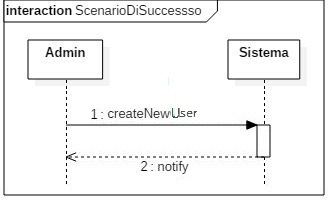 interaction ScenarioDiSuccessso
Admin Sistema
1 : createNewUser
2 : notify